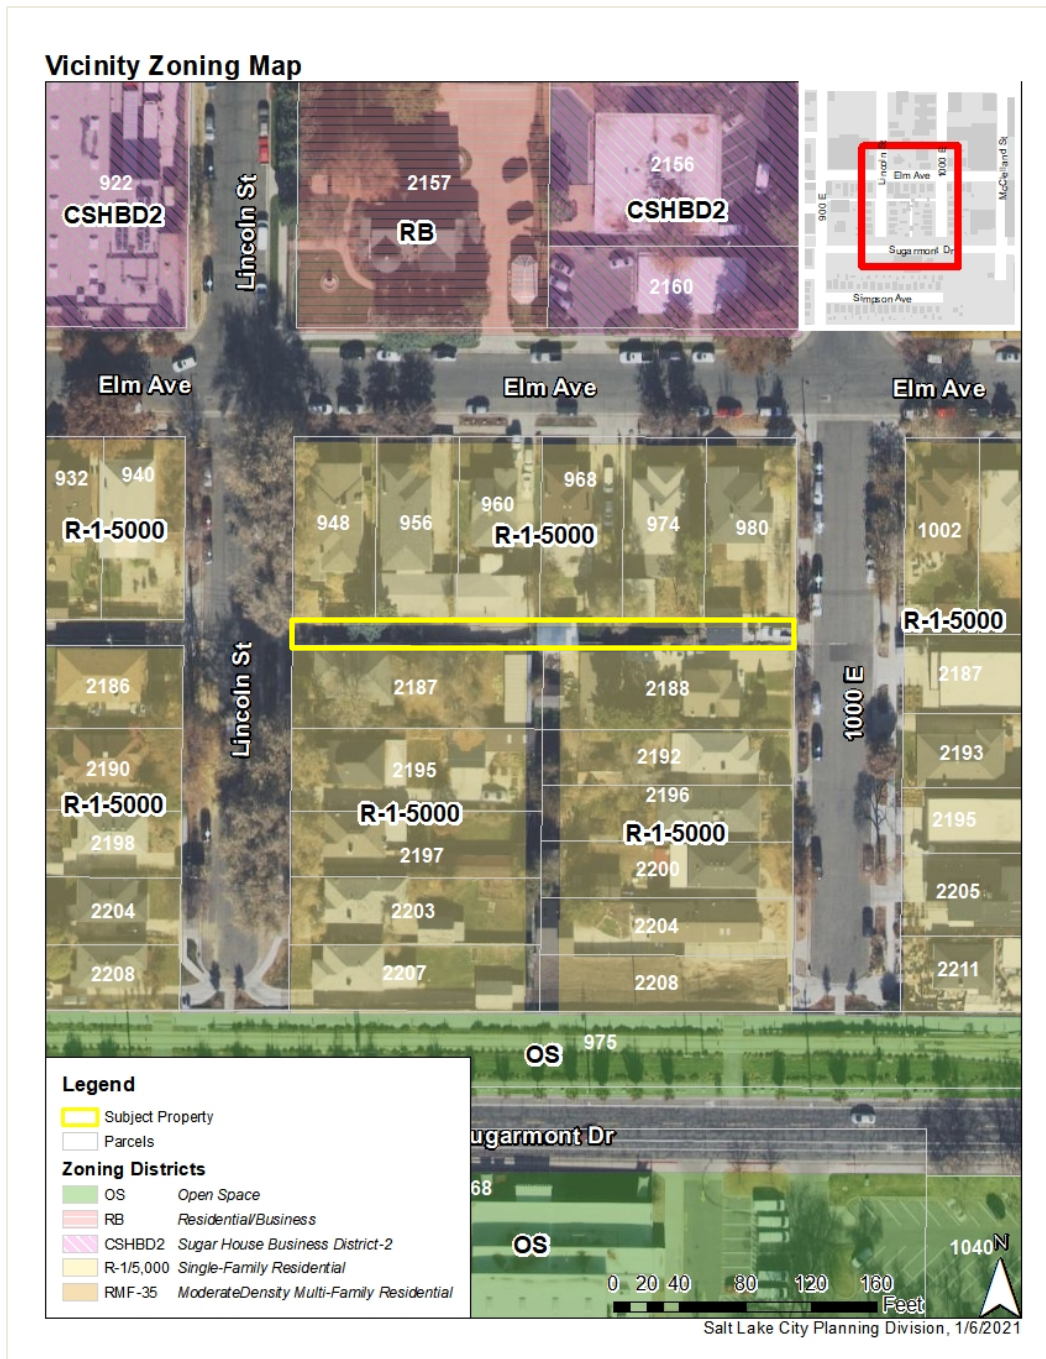 Vicinity Zoning Map
922
CSHBD2
Lincoln St
2157
RB
2156
CSHBD2
2160
Lincoln St
1000 E
McClelland St
Elm Ave
900 E
Sugarmont Dr
Simpson Ave
Elm Ave
Elm Ave
Elm Ave
932
940
R-1-5000
948
956
960
968
974
980
R-1-5000
1002
R-1-5000
2186
Lincoln St
2187
2188
1000 E
2187
2190
2195
2192
2193
R-1-5000
R-1-5000
2196
R-1-5000
2195
2198
2197
2200
2205
2204
2203
2204
2208
2207
2208
2211
975
OS
ugarmont Dr
68
OS
1040
N
Legend
Subject Property
Parcels
Zoning Districts
OS Open Space
RB Residential/Business
CSHBD2 Sugar House Business District-2
R-1/5,000 Single-Family Residential
RMF-35 ModerateDensity Multi-Family Residential
0 20 40 80 120 160
Feet
Salt Lake City Planning Division, 1/6/2021